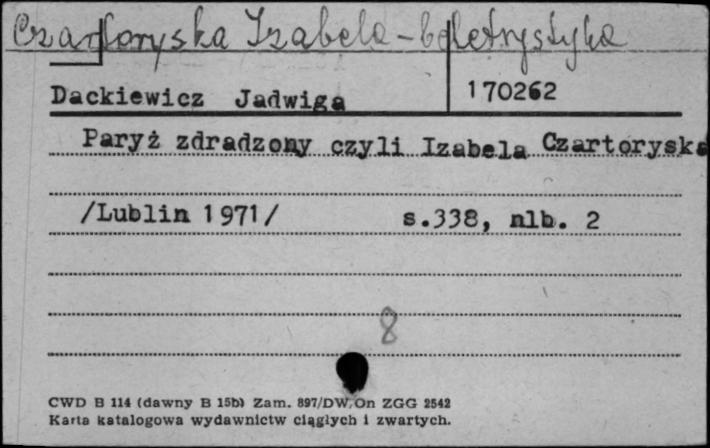 Czartoryska Izabela - beletrystyka
Dackiewicz Jadwiga 170262
Paryż zdradzony czyli Izabela Czartoryska
/Lublin 1971/ s.338, nlb. 2
8
CWD B 114 (dawny B 15b) Zam. 897/DW.On ZGG 2542
Karta katalogowa wydawnictw ciągłych i zwartych.